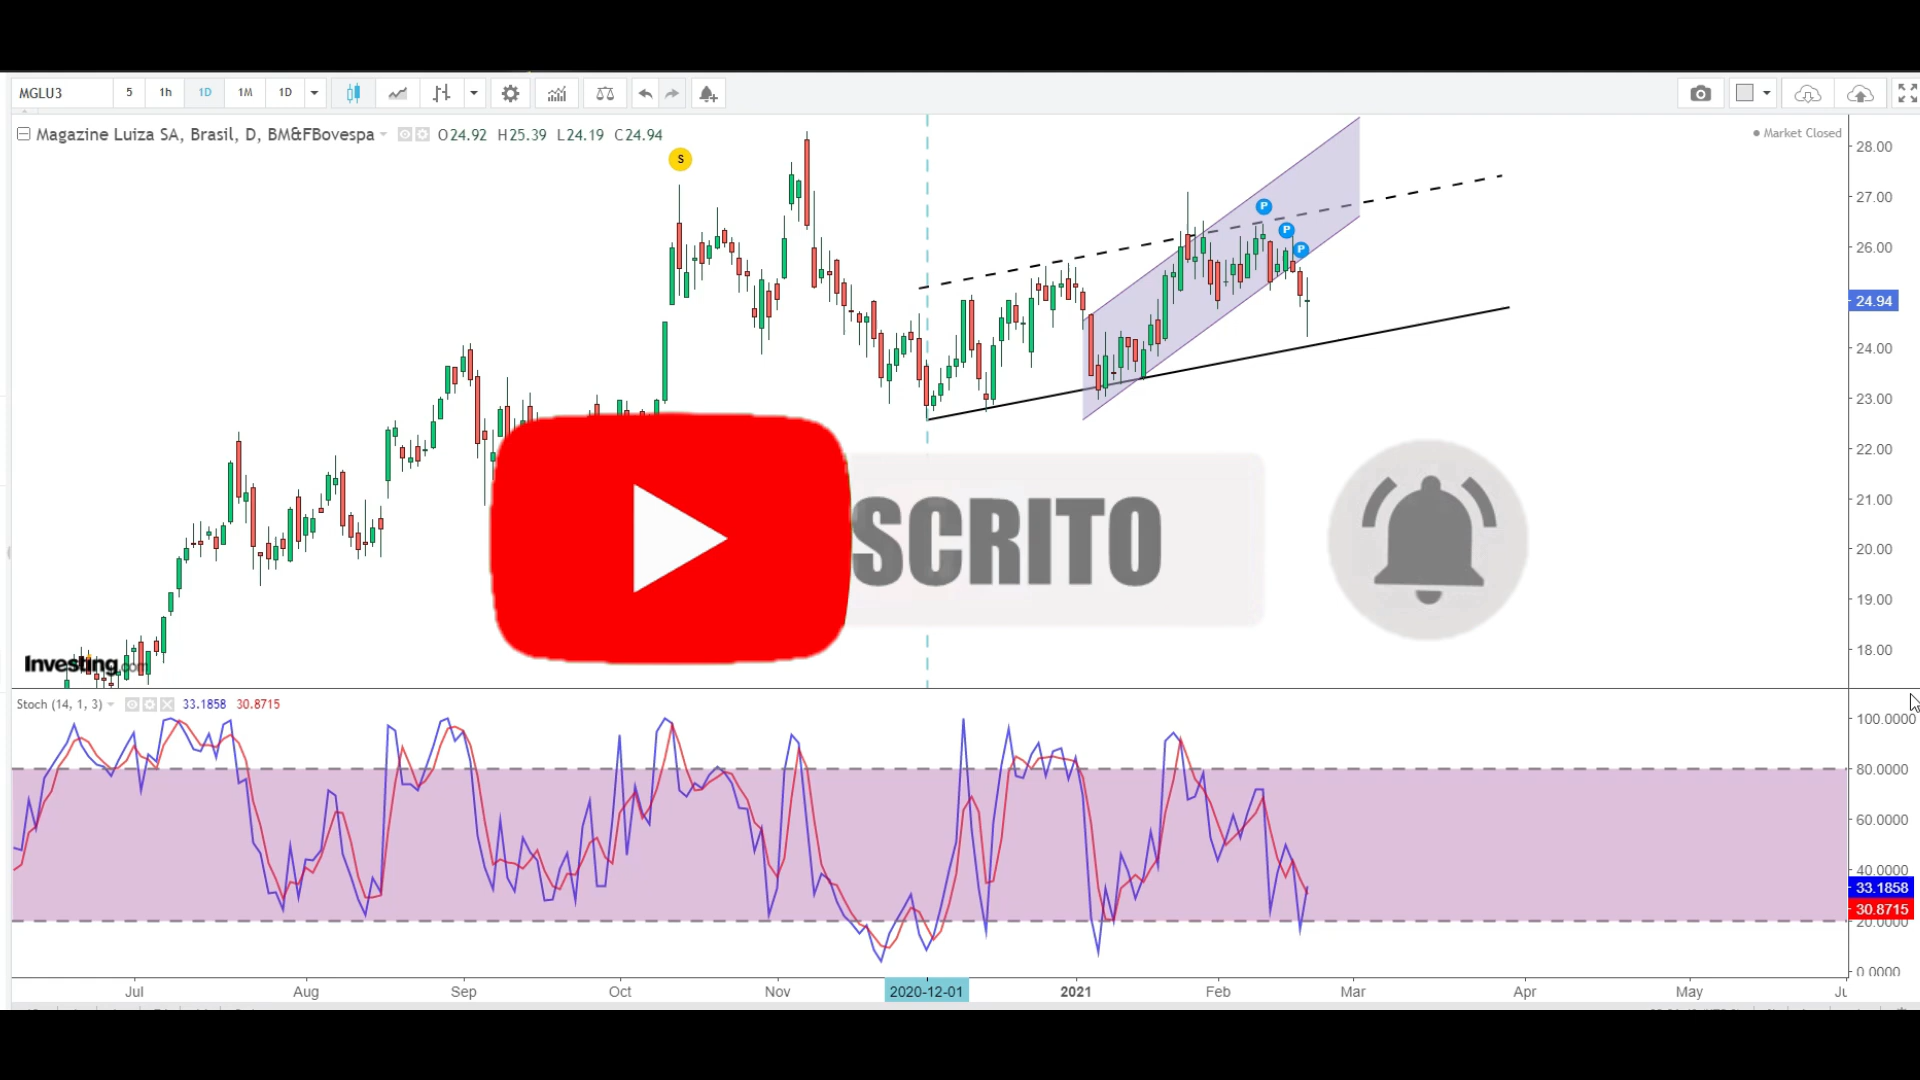 MGLU3 5 1h 1D 1M 1D
Magazine Luiza SA, Brasil, D, BM&FBovespa O24.92 H25.39 L24.19 C24.94
Market Closed
S
P
P
P
28.00
27.00
26.00
24.94
24.00
23.00
22.00
21.00
20.00
19.00
18.00
SCRITO
Investing.com
Stoch (14, 1, 3) 33.1858 30.8715
100.0000
80.0000
60.0000
40.0000
33.1858
30.8715
20.0000
0.0000
Jul Aug Sep Oct Nov 2020-12-01 2021 Feb Mar Apr May